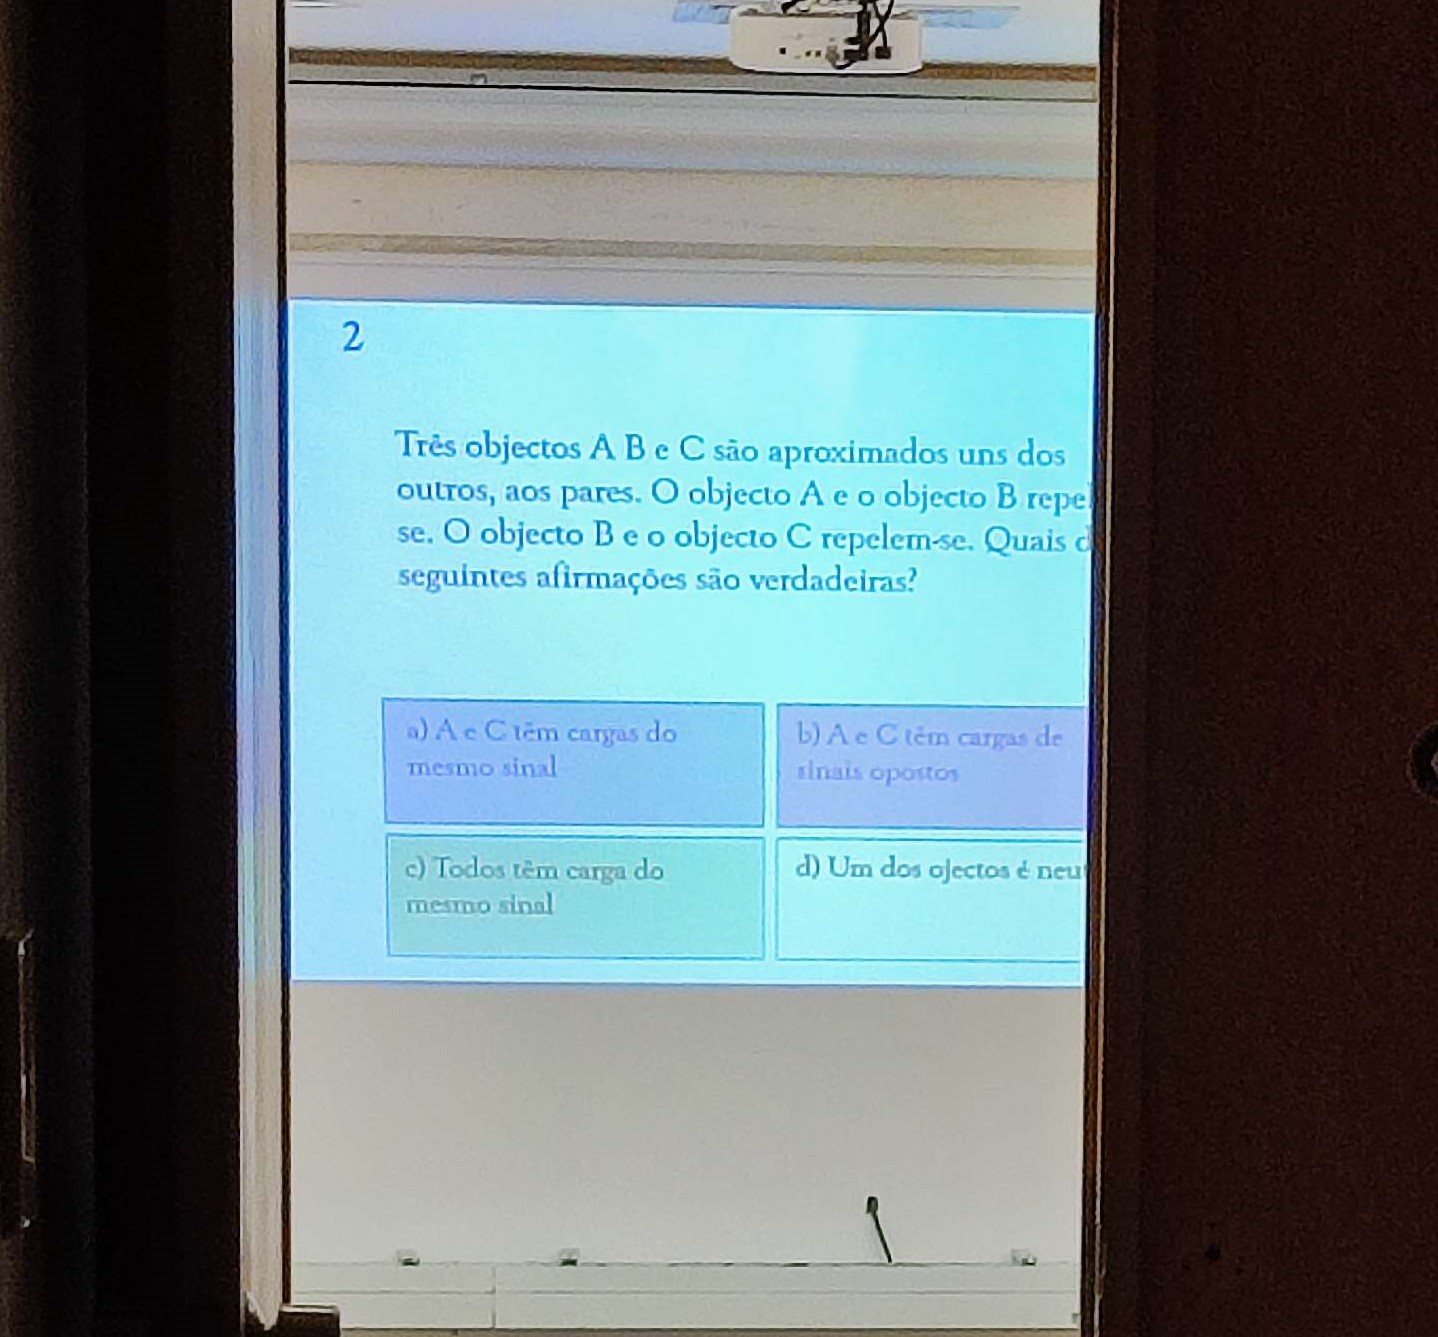 2
Três objectos A B e C são aproximados uns dos
outros, aos pares. O objecto A e o objecto B repe
se. O objecto B e o objecto C repelem-se. Quais d
seguintes afirmações são verdadeiras?
a) A e C têm cargas do
mesmo sinal
b) A e C têm cargas de
sinais opostos
c) Todos têm carga do
mesmo sinal
d) Um dos ojectos é neut